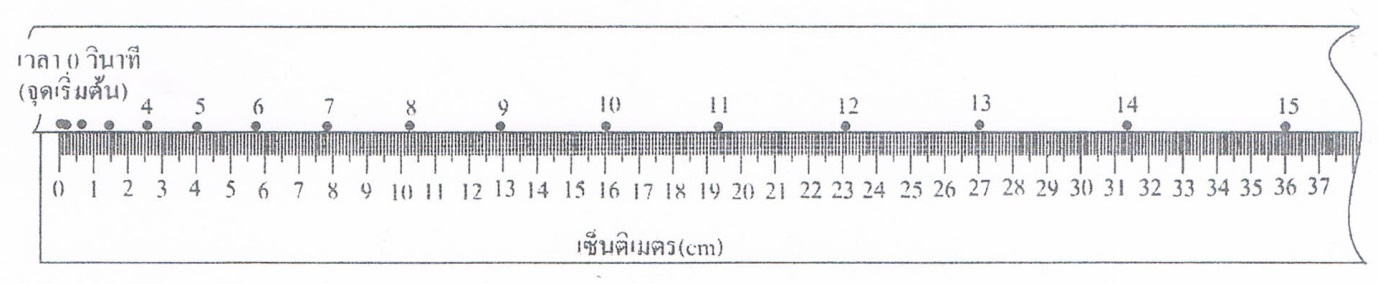 เวลา 0 วินาที
(จุดเริ่มต้น)
4 5 6 7 8 9 10 11 12 13 14 15
0 1 2 3 4 5 6 7 8 9 10 11 12 13 14 15 16 17 18 19 20 21 22 23 24 25 26 27 28 29 30 31 32 33 34 35 36 37
เซ็นติเมตร(cm)